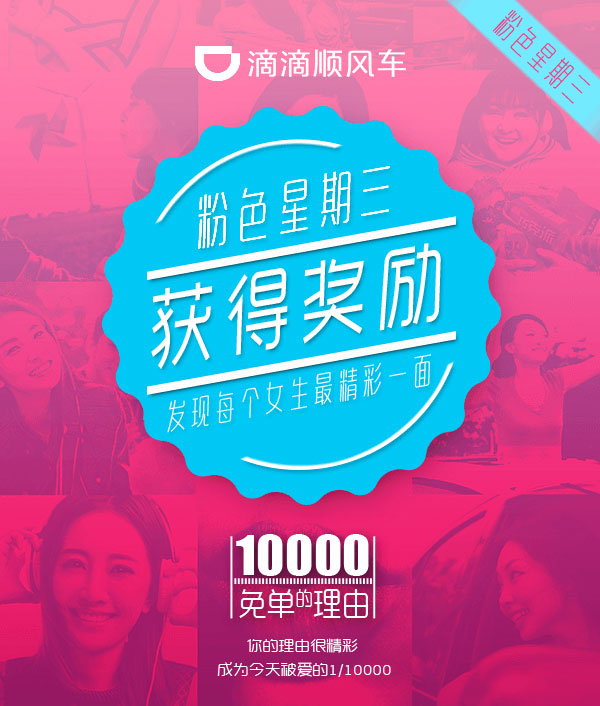 滴滴顺风车
粉色星期三
粉色星期三
获得奖励
发现每个女生最精彩一面
10000
免单的理由
你的理由很精彩
成为今天被爱的1/10000